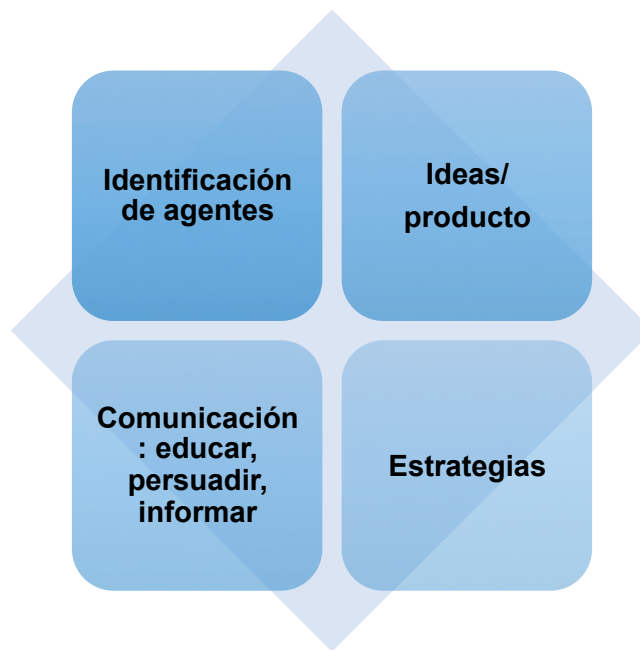 Identificación
de agentes
Ideas/
producto
Comunicación
: educar,
persuadir,
informar
Estrategias